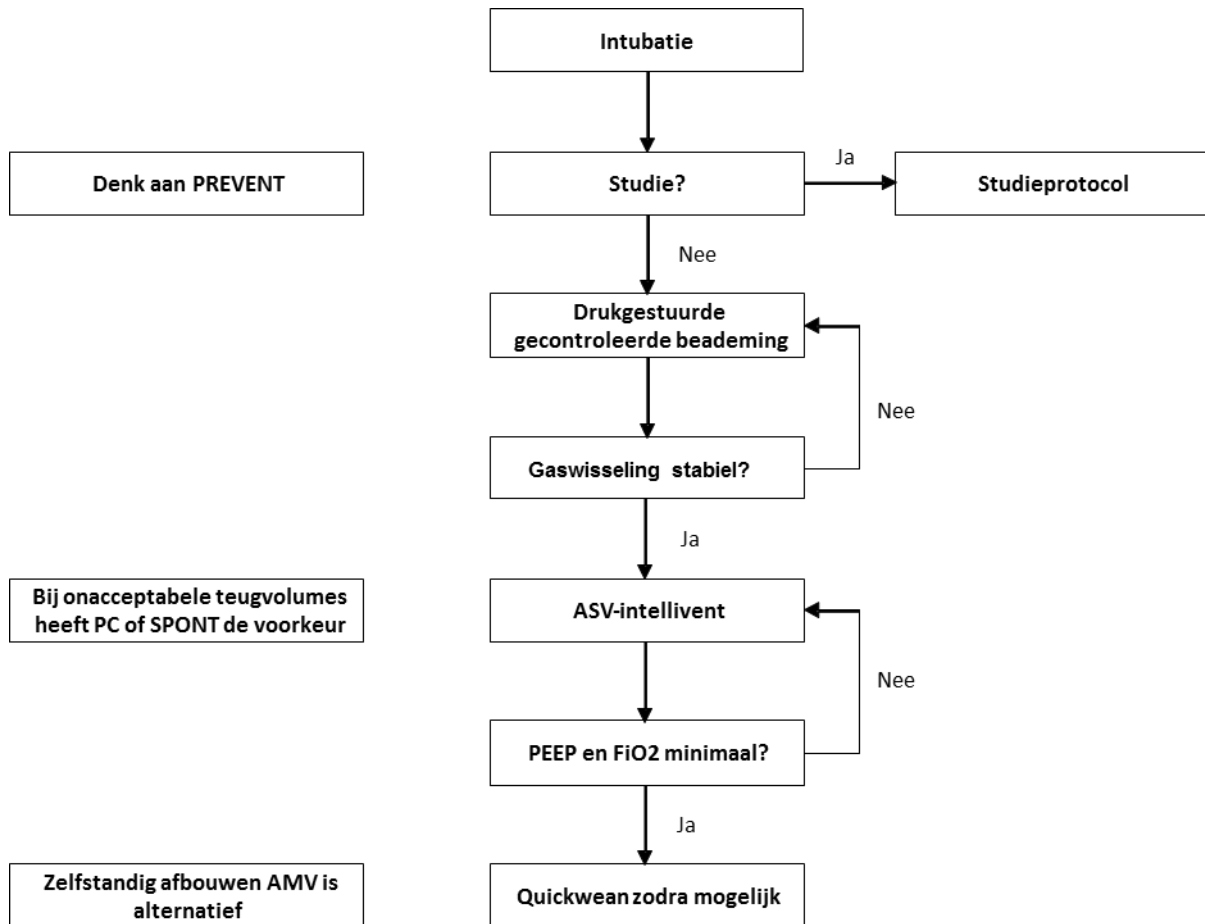 Intubatie
Denk aan PREVENT
Studie?
Ja
Studieprotocol
Nee
Drukgestuurde
gecontroleerde beademing
Nee
Gaswisseling stabiel?
Ja
Bij onacceptabele teugvolumes
heeft PC of SPONT de voorkeur
ASV-intellivent
Nee
PEEP en FiO2 minimaal?
Ja
Zelfstandig afbouwen AMV is
alternatief
Quickwean zodra mogelijk